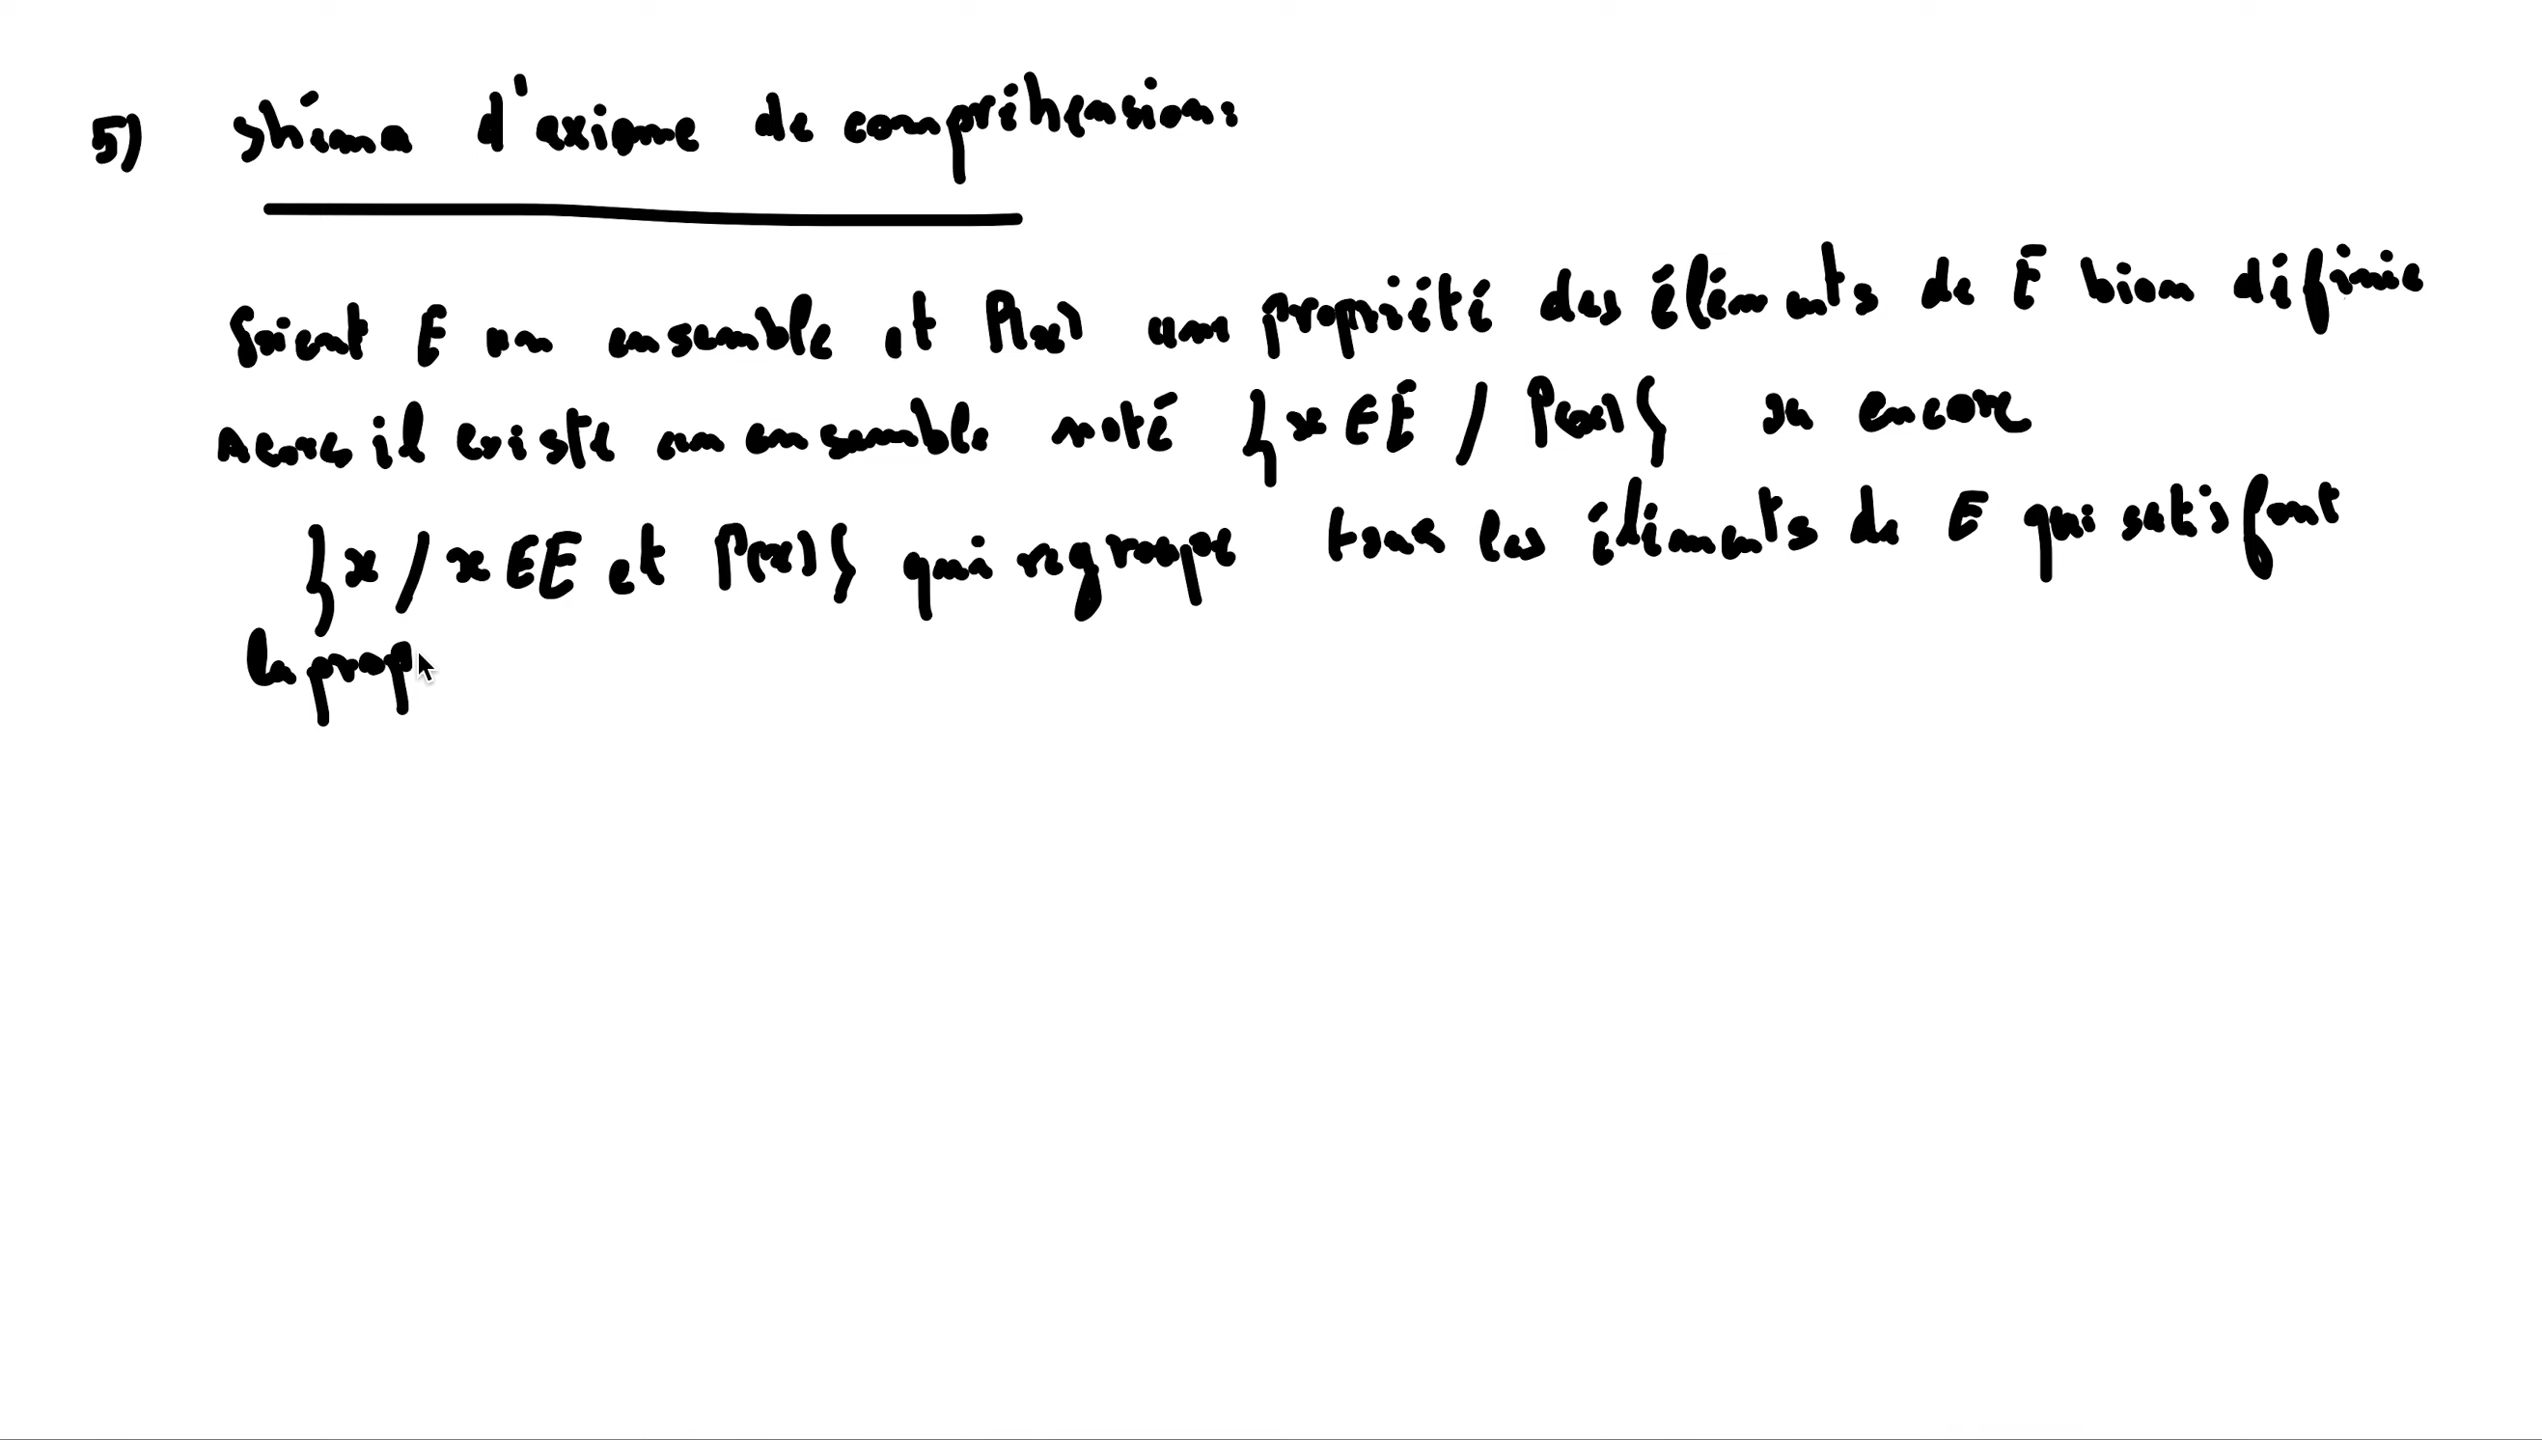 5) Shéma d'axiome de compréhension:
Soient E un ensemble et P(x) une propriété des éléments de E bien définie
Alors il existe un ensemble noté {x ∈ E / P(x)} ou encore
{x / x ∈ E et P(x)} qui regroupe tous les éléments de E qui satisfont
la prop